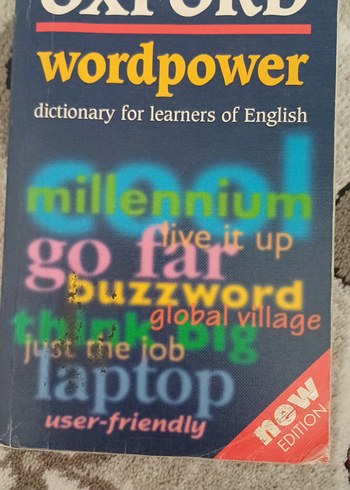 OXFORD
wordpower
dictionary for learners of English
cool
millennium
live it up
go far
buzzword
global village
think big
just the job
laptop
user-friendly
new
EDITION